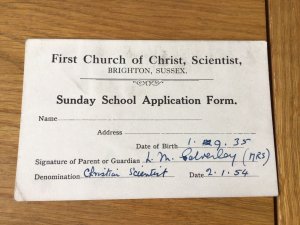 First Church of Christ, Scientist,
BRIGHTON, SUSSEX.
Sunday School Application Form.
Name
Address
Date of Birth 1. 9. 35
Signature of Parent or Guardian L. M. Calverley (MRS)
Denomination Christian Scientist Date 2.1.54